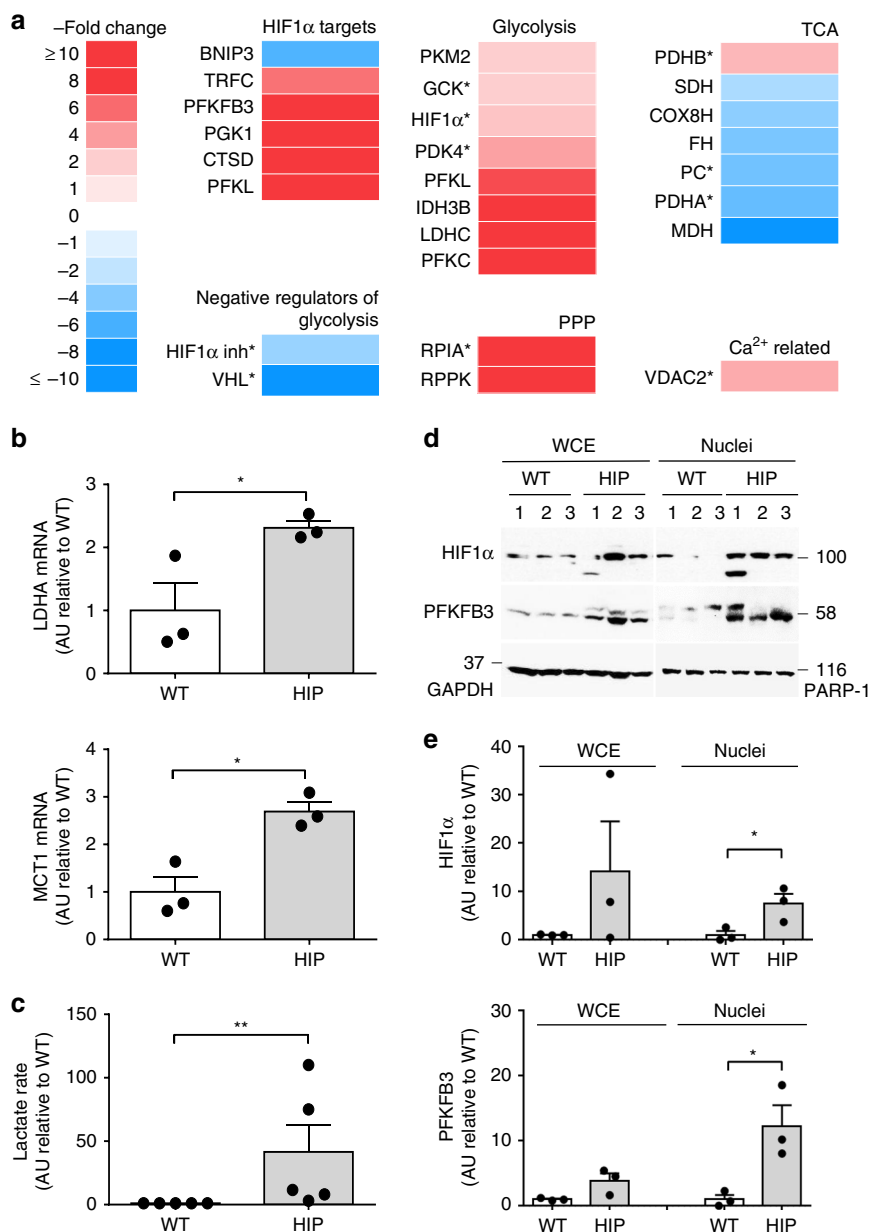 a
–Fold change
≥ 10
8
6
4
2
1
0
–1
–2
–4
–6
–8
≤ –10
HIF1α targets
BNIP3
TRFC
PFKFB3
PGK1
CTSD
PFKL
Negative regulators of
glycolysis
HIF1α inh*
VHL*
Glycolysis
PKM2
GCK*
HIF1α*
PDK4*
PFKL
IDH3B
LDHC
PFKC
PPP
RPIA*
RPPK
TCA
PDHB*
SDH
COX8H
FH
PC*
PDHA*
MDH
Ca2+ related
VDAC2*
b
LDHA mRNA
(AU relative to WT)
3
2
1
0
*
WT HIP
MCT1 mRNA
(AU relative to WT)
4
3
2
1
0
*
WT HIP
c
Lactate rate
(AU relative to WT)
150
100
50
0
**
WT HIP
d
WCE Nuclei
WT HIP WT HIP
1 2 3 1 2 3 1 2 3 1 2 3
HIF1α 100
PFKFB3 58
37 116
GAPDH PARP-1
e
HIF1α
(AU relative to WT)
40
30
20
10
0
WCE Nuclei
*
WT HIP WT HIP
PFKFB3
(AU relative to WT)
30
20
10
0
WCE Nuclei
*
WT HIP WT HIP